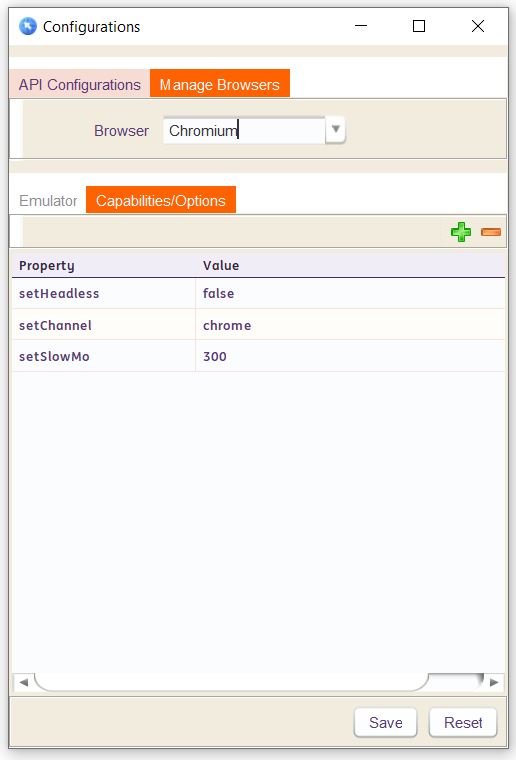 Configurations
API Configurations Manage Browsers
Browser Chromium
Emulator Capabilities/Options
Property Value
setHeadless false
setChannel chrome
setSlowMo 300
Save Reset